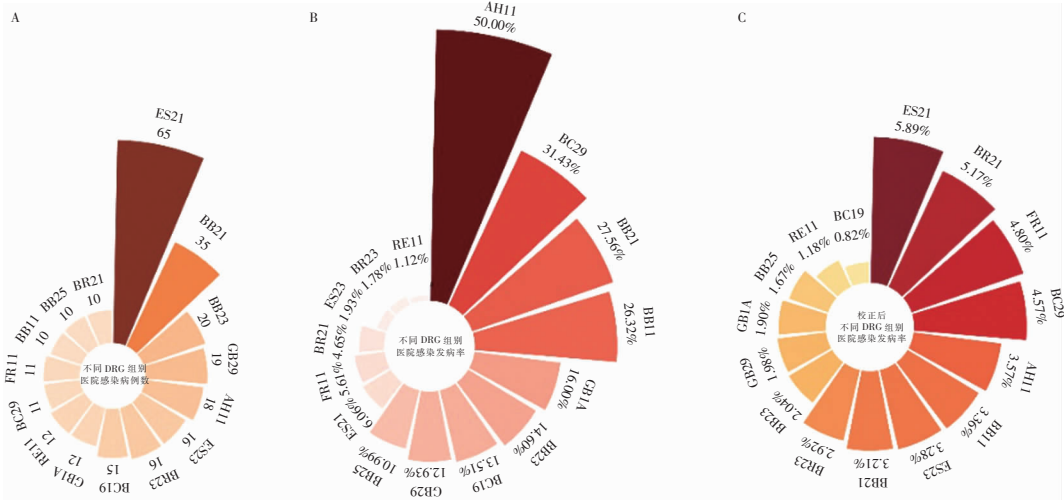 A
ES21
65
BB21
35
BB23
20
GB29
19
AH11
18
ES23
16
BR23
16
BC19
15
GB1A
12
RE11
12
BC29
11
FR11
11
BB11
10
BB25
10
BR21
10
不同 DRG 组别
医院感染病例数
B
AH11
50.00%
BC29
31.43%
BB21
27.56%
BB11
26.32%
GB1A
16.00%
BB23
14.60%
BC19
13.51%
GB29
12.93%
BB25
10.99%
ES21
6.06%
FR11
5.61%
BR21
4.65%
ES23
1.93%
BR23
1.78%
RE11
1.12%
不同 DRG 组别
医院感染发病率
C
ES21
5.89%
BR21
5.17%
FR11
4.80%
BC29
4.57%
AH11
3.57%
BB11
3.36%
ES23
3.28%
BB21
3.21%
BR23
2.92%
BB23
2.04%
GB29
1.98%
GB1A
1.90%
BB25
1.67%
RE11
1.18%
BC19
0.82%
校正后
不同 DRG 组别
医院感染发病率